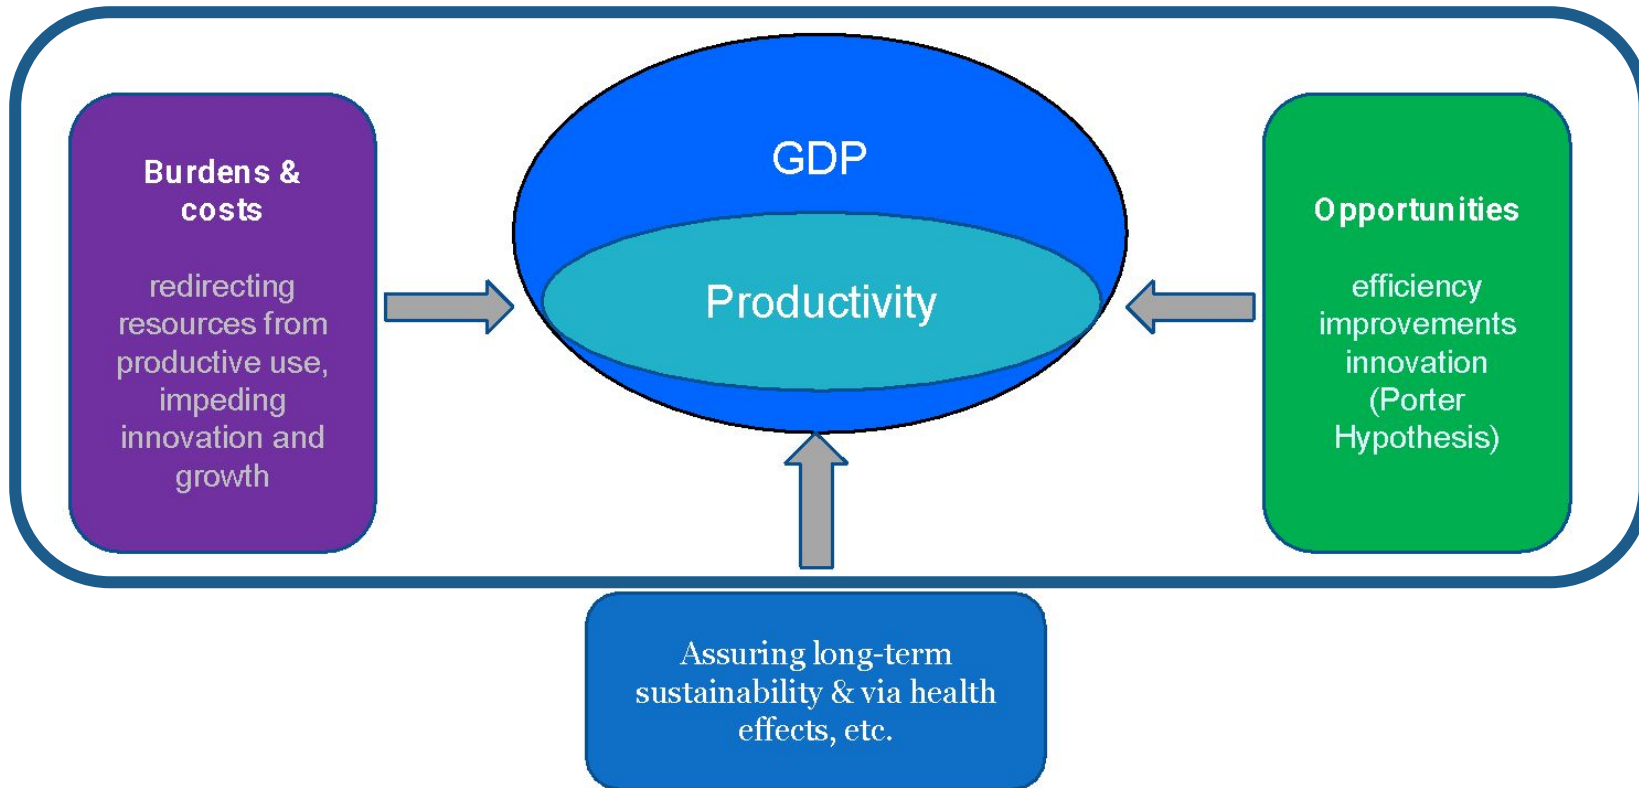 Burdens &
costs
redirecting
resources from
productive use,
impeding
innovation and
growth
GDP
Productivity
Opportunities
efficiency
improvements
innovation
(Porter
Hypothesis)
Assuring long-term
sustainability & via health
effects, etc.